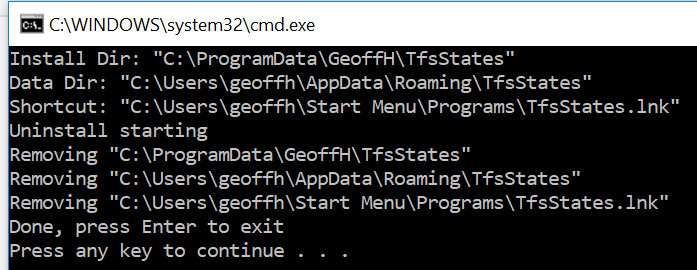 C:\WINDOWS\system32\cmd.exe
Install Dir: "C:\ProgramData\GeoffH\TfsStates"
Data Dir: "C:\Users\geoffh\AppData\Roaming\TfsStates"
Shortcut: "C:\Users\geoffh\Start Menu\Programs\TfsStates.lnk"
Uninstall starting
Removing "C:\ProgramData\GeoffH\TfsStates"
Removing "C:\Users\geoffh\AppData\Roaming\TfsStates"
Removing "C:\Users\geoffh\Start Menu\Programs\TfsStates.lnk"
Done, press Enter to exit
Press any key to continue . . .